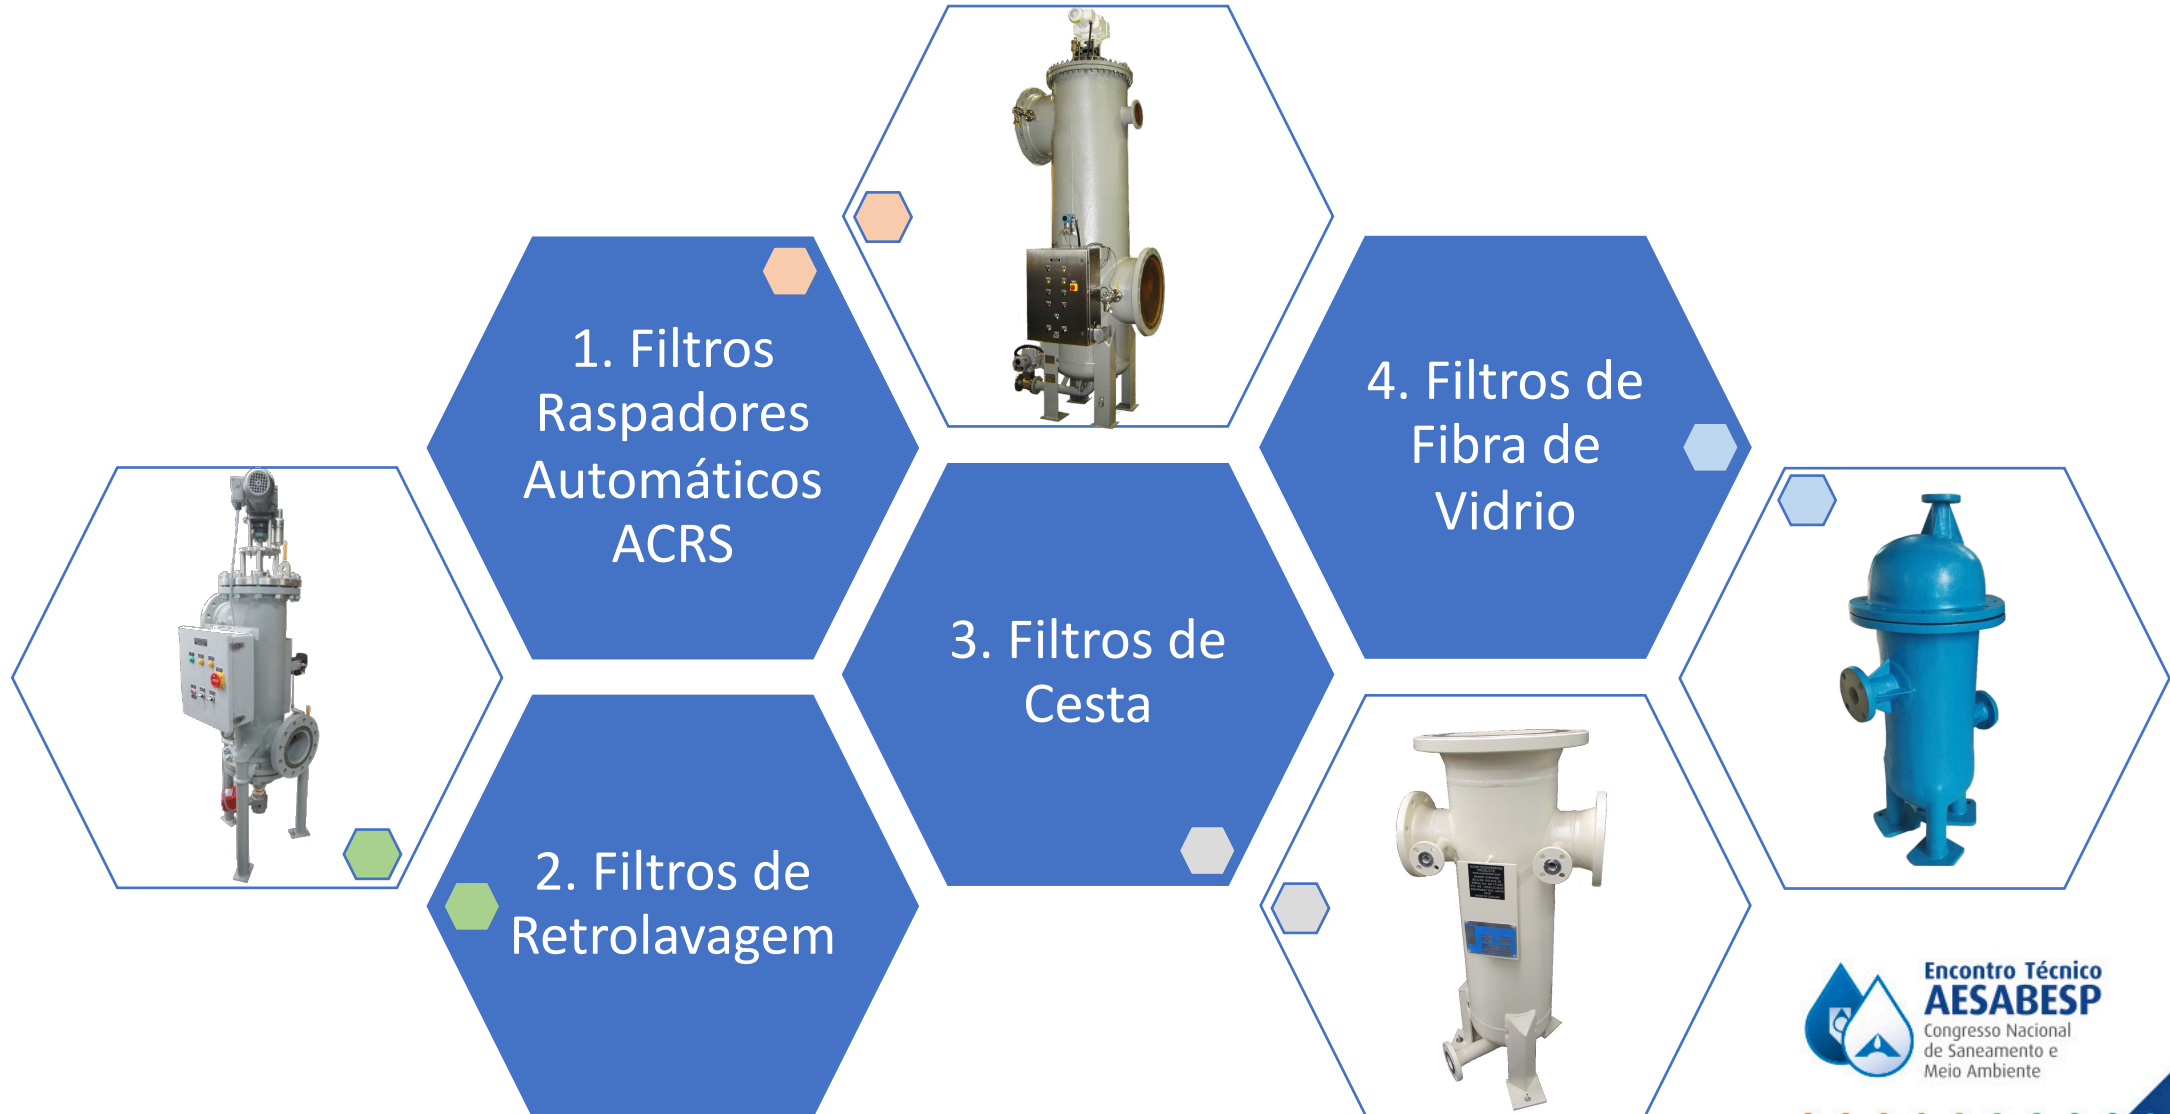 1. Filtros
Raspadores
Automáticos
ACRS
2. Filtros de
Retrolavagem
3. Filtros de
Cesta
4. Filtros de
Fibra de
Vidrio
Encontro Técnico
AESABESP
Congresso Nacional
de Saneamento e
Meio Ambiente